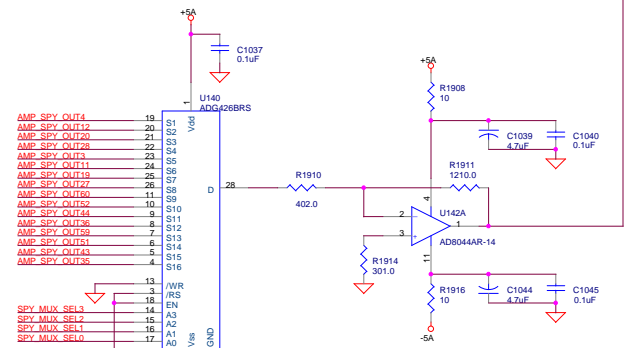 +5A
C1037
0.1uF
+5A
R1908
10
U140
ADG426BRS
1
Vdd
C1039
4.7uF
C1040
0.1uF
AMP_SPY_OUT4 19 S1
AMP_SPY_OUT12 20 S2
AMP_SPY_OUT20 21 S3
AMP_SPY_OUT28 22 S4
AMP_SPY_OUT3 23 S5
AMP_SPY_OUT11 24 S6
AMP_SPY_OUT19 25 S7
AMP_SPY_OUT27 26 S8
AMP_SPY_OUT60 11 S9
AMP_SPY_OUT52 10 S10
AMP_SPY_OUT44 9 S11
AMP_SPY_OUT36 8 S12
AMP_SPY_OUT59 7 S13
AMP_SPY_OUT51 6 S14
AMP_SPY_OUT43 5 S15
AMP_SPY_OUT35 4 S16
D 28
R1910
402.0
R1911
1210.0
4
U142A
2 -
1
3 +
AD8044AR-14
11
R1914
301.0
13 /WR
3 /RS
18 EN
SPY_MUX_SEL3 14 A3
SPY_MUX_SEL2 15 A2
SPY_MUX_SEL1 16 A1
SPY_MUX_SEL0 17 A0
Vss
GND
R1916
10
C1044
4.7uF
C1045
0.1uF
-5A